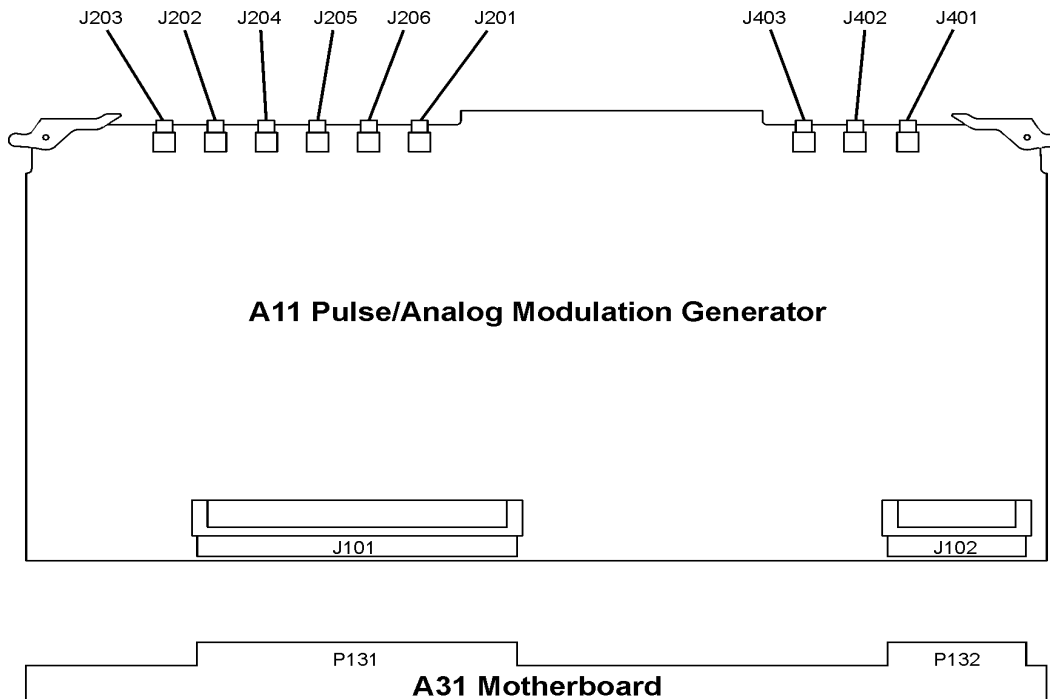 J203 J202 J204 J205 J206 J201 J403 J402 J401
A11 Pulse/Analog Modulation Generator
J101 J102
P131 P132
A31 Motherboard